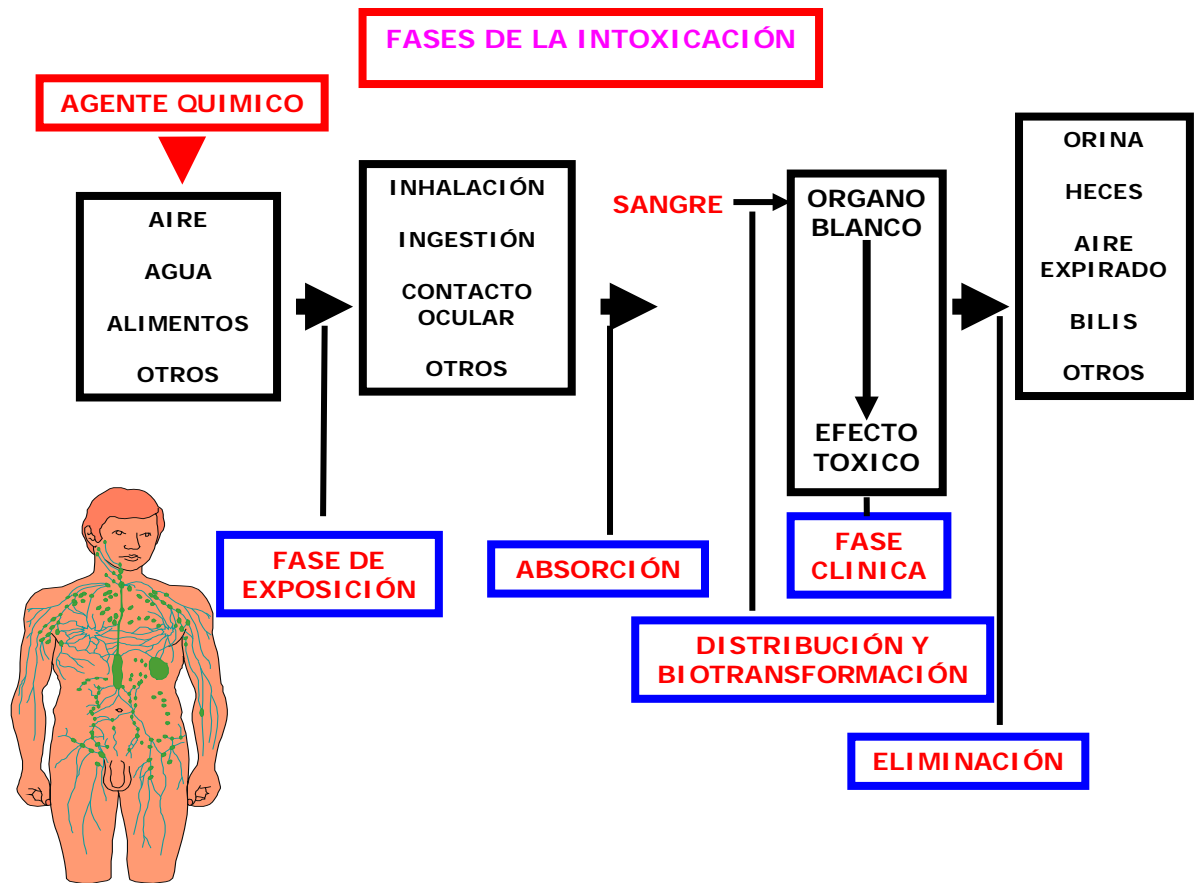 FASES DE LA INTOXICACIÓN
AGENTE QUIMICO
AIRE
AGUA
ALIMENTOS
OTROS
INHALACIÓN
INGESTIÓN
CONTACTO
OCULAR
OTROS
SANGRE
ORGANO
BLANCO
EFECTO
TOXICO
ORINA
HECES
AIRE
EXPIRADO
BILIS
OTROS
FASE DE
EXPOSICIÓN
ABSORCIÓN
FASE
CLINICA
DISTRIBUCIÓN Y
BIOTRANSFORMACIÓN
ELIMINACIÓN